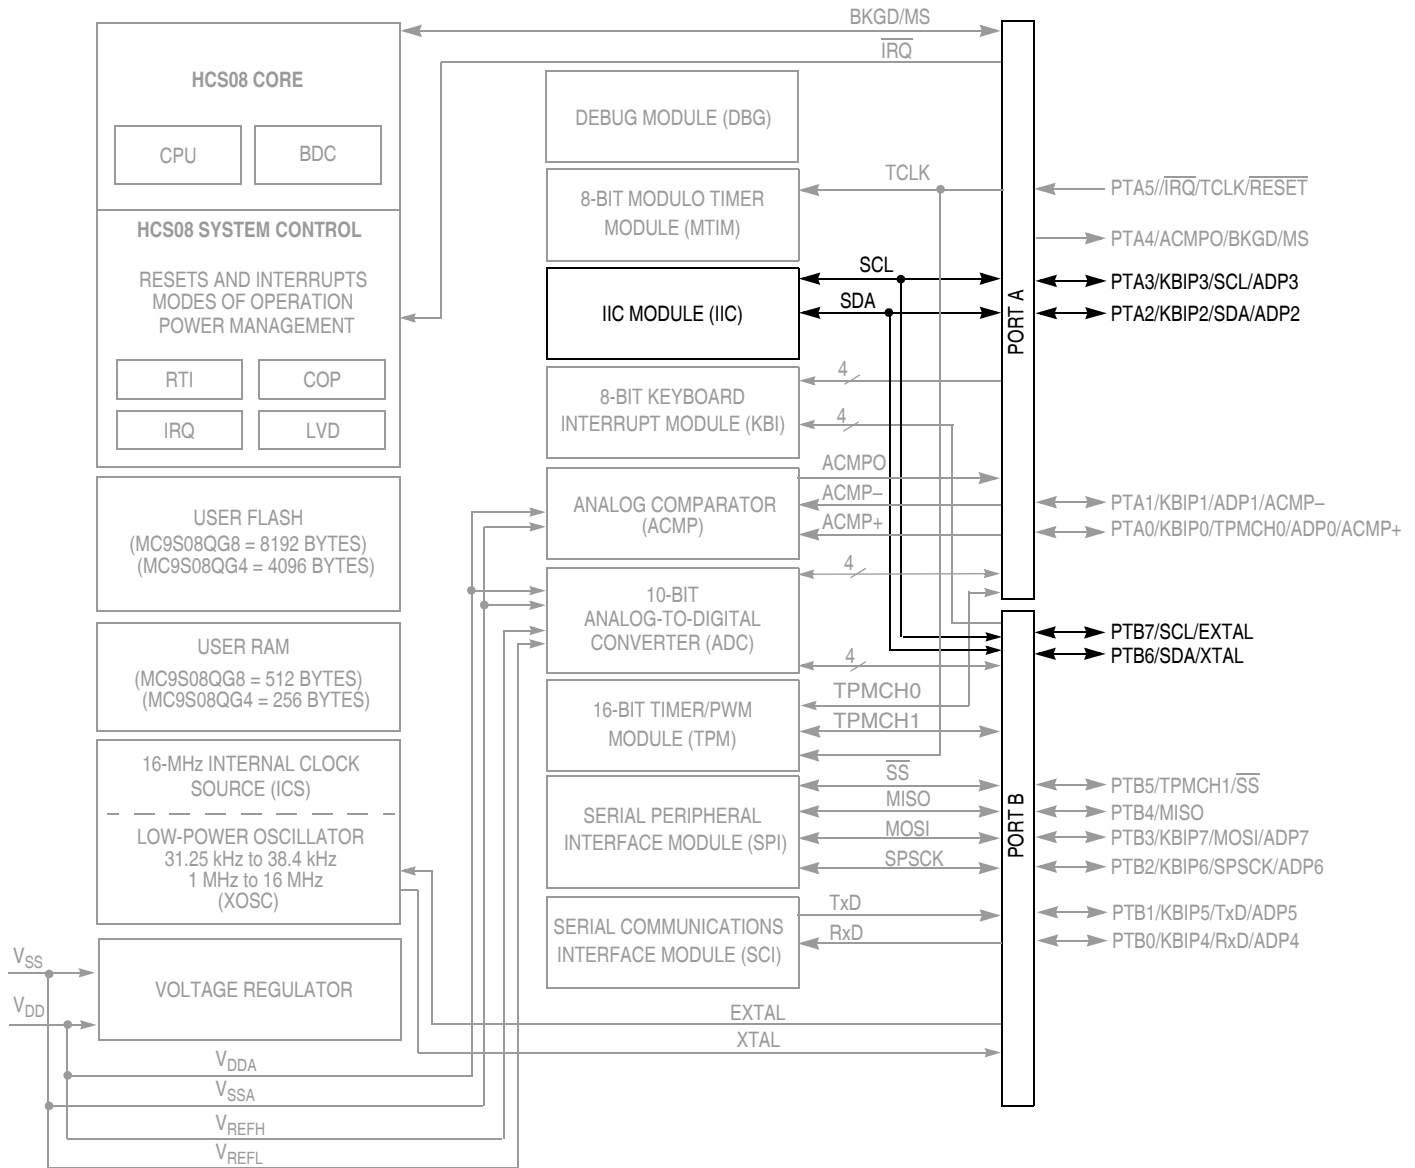 BKGD/MS
IRQ
HCS08 CORE
CPU
BDC
HCS08 SYSTEM CONTROL
RESETS AND INTERRUPTS
MODES OF OPERATION
POWER MANAGEMENT
RTI
COP
IRQ
LVD
USER FLASH
(MC9S08QG8 = 8192 BYTES)
(MC9S08QG4 = 4096 BYTES)
USER RAM
(MC9S08QG8 = 512 BYTES)
(MC9S08QG4 = 256 BYTES)
16-MHz INTERNAL CLOCK
SOURCE (ICS)
LOW-POWER OSCILLATOR
31.25 kHz to 38.4 kHz
1 MHz to 16 MHz
(XOSC)
VSS
VDD
VOLTAGE REGULATOR
VDDA
VSSA
VREFH
VREFL
DEBUG MODULE (DBG)
8-BIT MODULO TIMER
MODULE (MTIM)
TCLK
IIC MODULE (IIC)
SCL
SDA
8-BIT KEYBOARD
INTERRUPT MODULE (KBI)
4
4
ANALOG COMPARATOR
(ACMP)
ACMPO
ACMP–
ACMP+
10-BIT
ANALOG-TO-DIGITAL
CONVERTER (ADC)
4
4
16-BIT TIMER/PWM
MODULE (TPM)
TPMCH0
TPMCH1
SERIAL PERIPHERAL
INTERFACE MODULE (SPI)
SS
MISO
MOSI
SPSCK
SERIAL COMMUNICATIONS
INTERFACE MODULE (SCI)
TxD
RxD
EXTAL
XTAL
PORT A
PORT B
PTA5//IRQ/TCLK/RESET
PTA4/ACMPO/BKGD/MS
PTA3/KBIP3/SCL/ADP3
PTA2/KBIP2/SDA/ADP2
PTA1/KBIP1/ADP1/ACMP–
PTA0/KBIP0/TPMCH0/ADP0/ACMP+
PTB7/SCL/EXTAL
PTB6/SDA/XTAL
PTB5/TPMCH1/SS
PTB4/MISO
PTB3/KBIP7/MOSI/ADP7
PTB2/KBIP6/SPSCK/ADP6
PTB1/KBIP5/TxD/ADP5
PTB0/KBIP4/RxD/ADP4